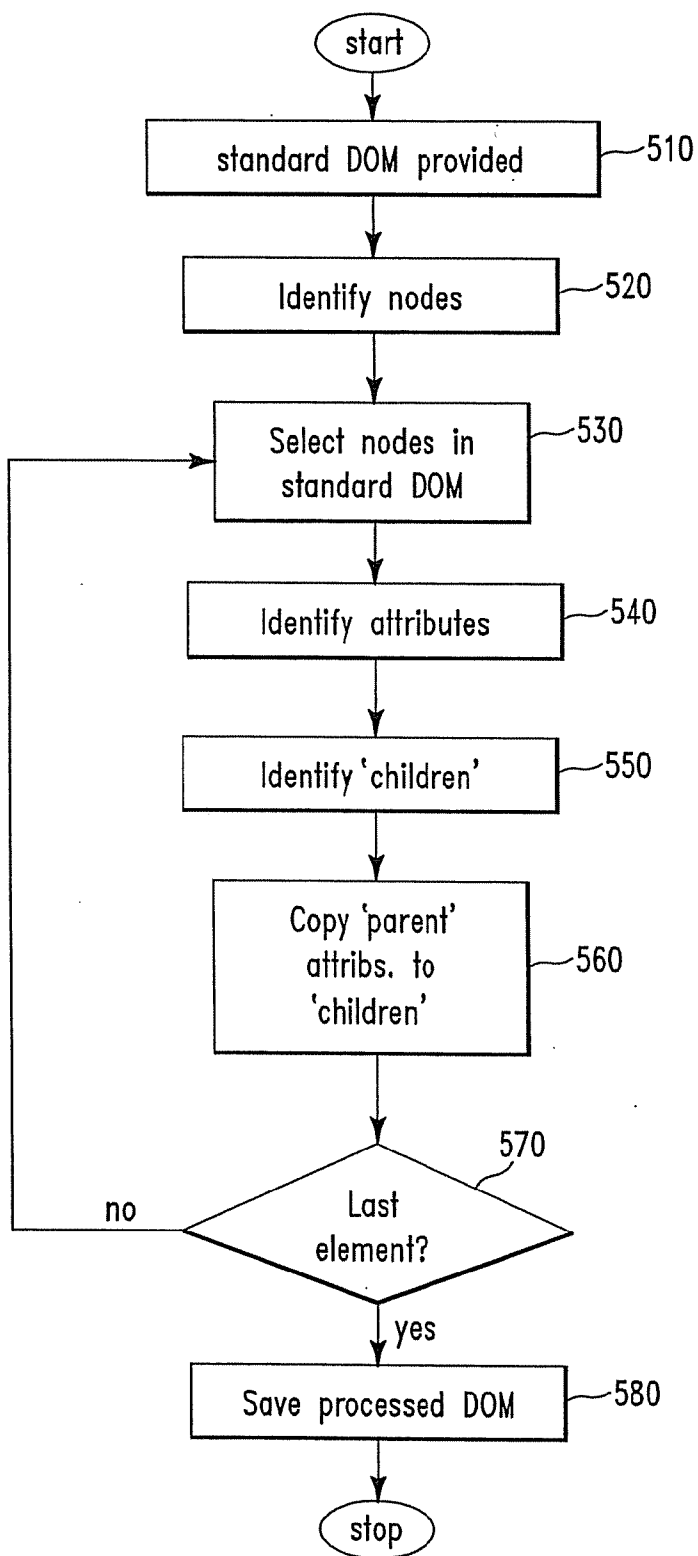 start
standard DOM provided
510
Identify nodes
520
Select nodes in
standard DOM
530
Identify attributes
540
Identify 'children'
550
Copy 'parent'
attribs. to
'children'
560
570
Last
element?
no
yes
Save processed DOM
580
stop